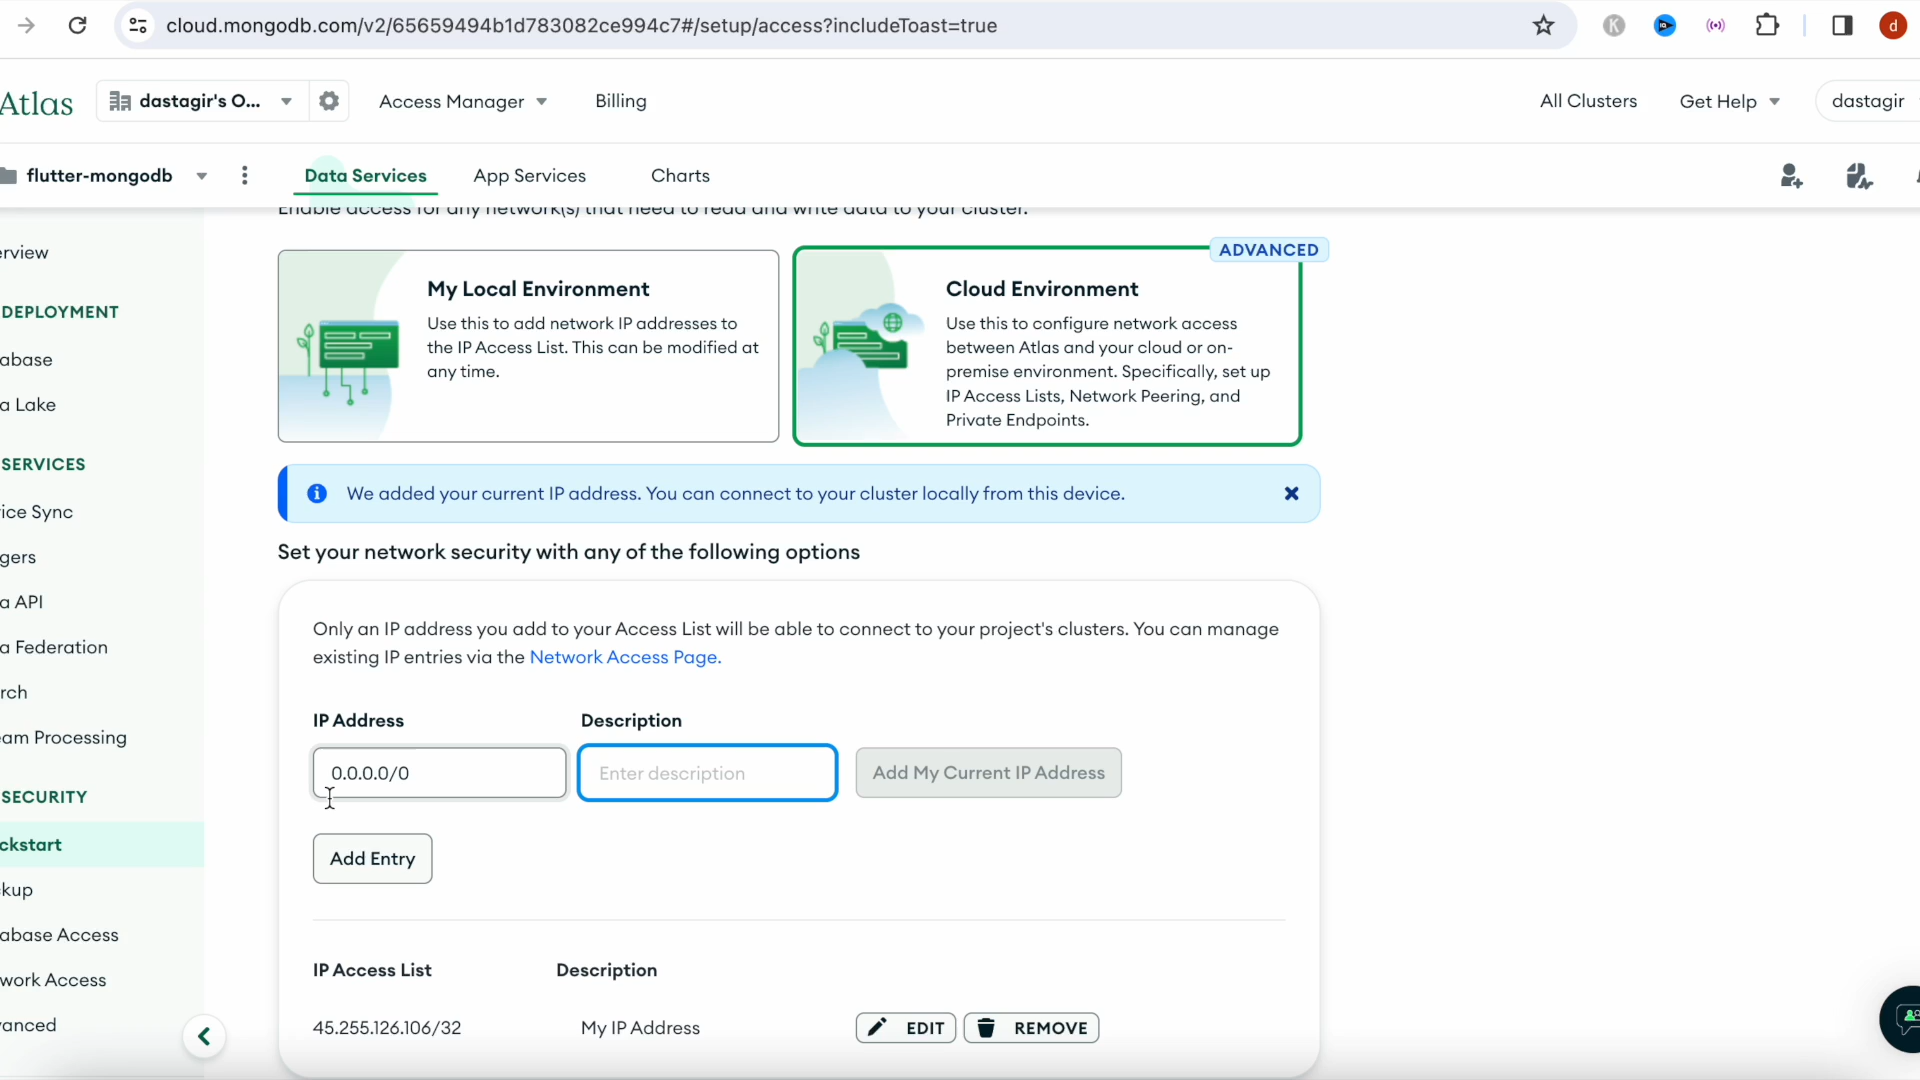 cloud.mongodb.com/v2/65659494b1d783082ce994c7#/setup/access?includeToast=true
K
d
Atlas
dastagir's O...
Access Manager
Billing
All Clusters
Get Help
dastagir
flutter-mongodb
Data Services
App Services
Charts
Enable access for any network(s) that need to read and write data to your cluster.
erview
DEPLOYMENT
abase
a Lake
SERVICES
ice Sync
gers
a API
a Federation
rch
am Processing
SECURITY
ckstart
kup
abase Access
work Access
anced
ADVANCED
My Local Environment
Use this to add network IP addresses to
the IP Access List. This can be modified at
any time.
Cloud Environment
Use this to configure network access
between Atlas and your cloud or on-
premise environment. Specifically, set up
IP Access Lists, Network Peering, and
Private Endpoints.
We added your current IP address. You can connect to your cluster locally from this device.
Set your network security with any of the following options
Only an IP address you add to your Access List will be able to connect to your project's clusters. You can manage
existing IP entries via the Network Access Page.
IP Address
Description
0.0.0.0/0
Enter description
Add My Current IP Address
Add Entry
IP Access List
Description
45.255.126.106/32
My IP Address
EDIT
REMOVE